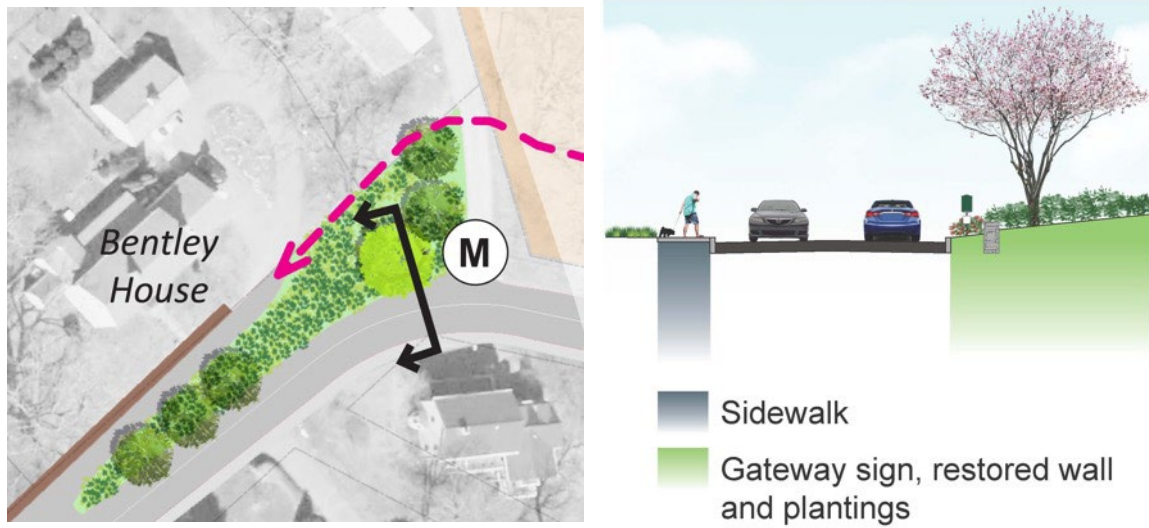 Bentley
House
M
Sidewalk
Gateway sign, restored wall
and plantings